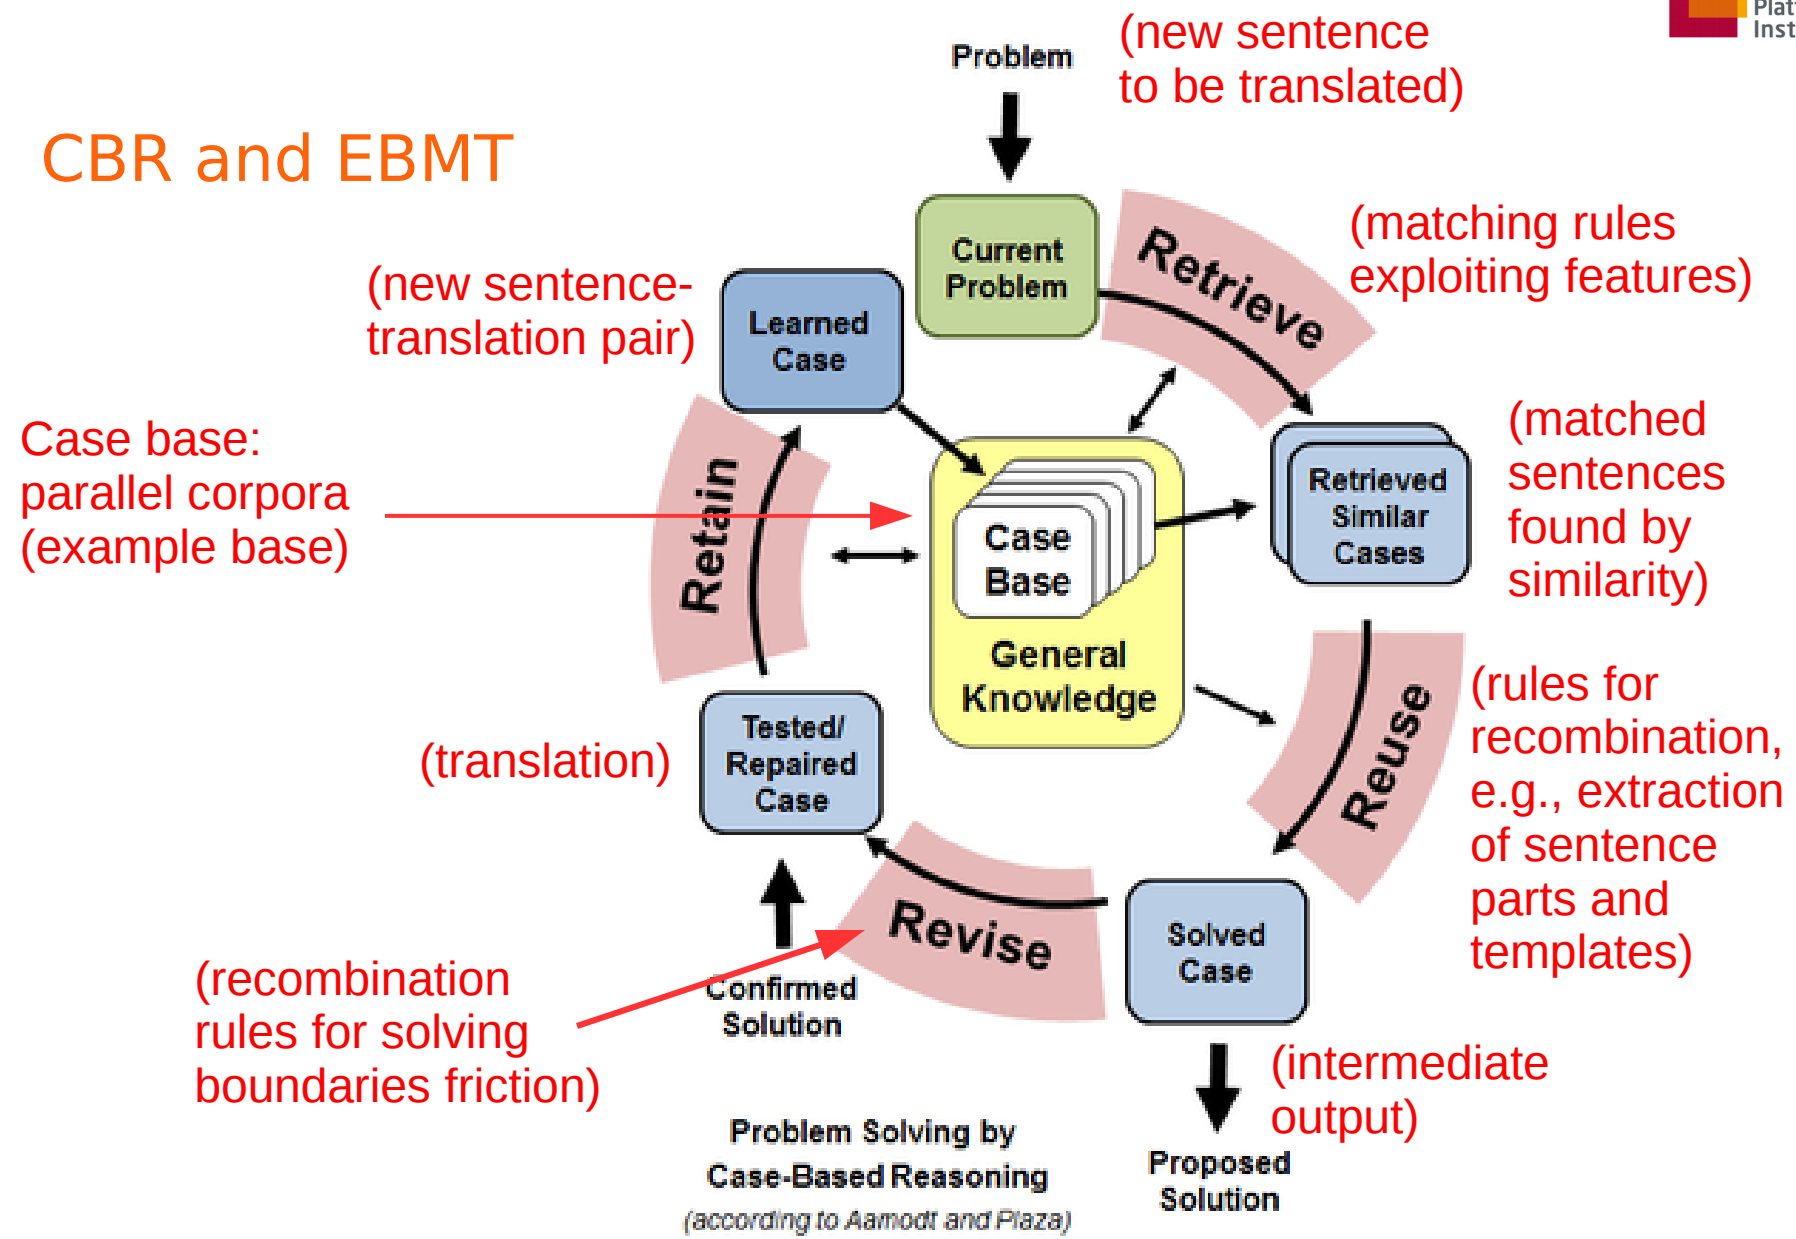 CBR and EBMT
Problem
(new sentence
to be translated)
Current
Problem
Retrieve
(matching rules
exploiting features)
(new sentence-
translation pair)
Learned
Case
Case base:
parallel corpora
(example base)
Retain
Case
Base
General
Knowledge
Retrieved
Similar
Cases
(matched
sentences
found by
similarity)
Reuse
(rules for
recombination,
e.g., extraction
of sentence
parts and
templates)
(translation)
Tested/
Repaired
Case
Revise
Solved
Case
(recombination
rules for solving
boundaries friction)
Confirmed
Solution
(intermediate
output)
Proposed
Solution
Problem Solving by
Case-Based Reasoning
(according to Aamodt and Plaza)